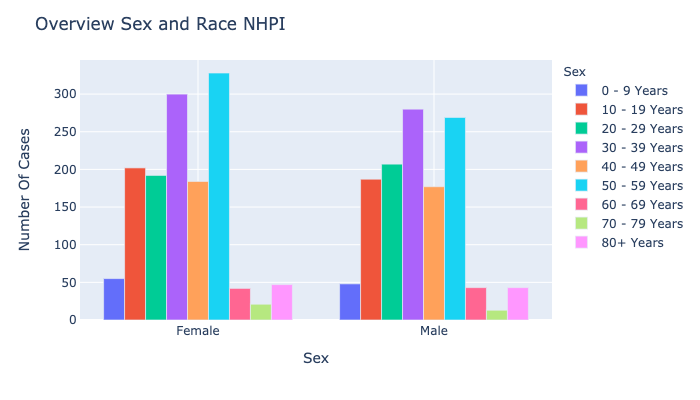 Overview Sex and Race NHPI
Number Of Cases
300
250
200
150
100
50
0
Female
Male
Sex
Sex
0 - 9 Years
10 - 19 Years
20 - 29 Years
30 - 39 Years
40 - 49 Years
50 - 59 Years
60 - 69 Years
70 - 79 Years
80+ Years